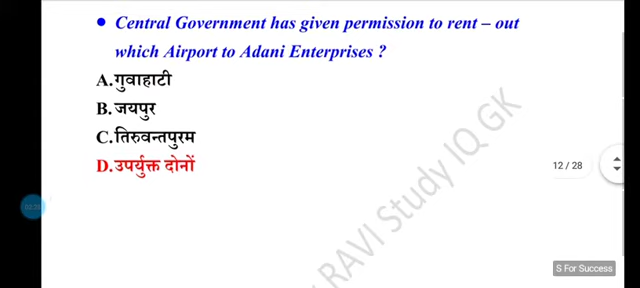 • Central Government has given permission to rent – out
which Airport to Adani Enterprises ?
A.गुवाहाटी
B.जयपुर
C.तिरुवन्तपुरम
D.उपर्युक्त दोनों
12 / 28
RAVI Study IQ GK
S For Success